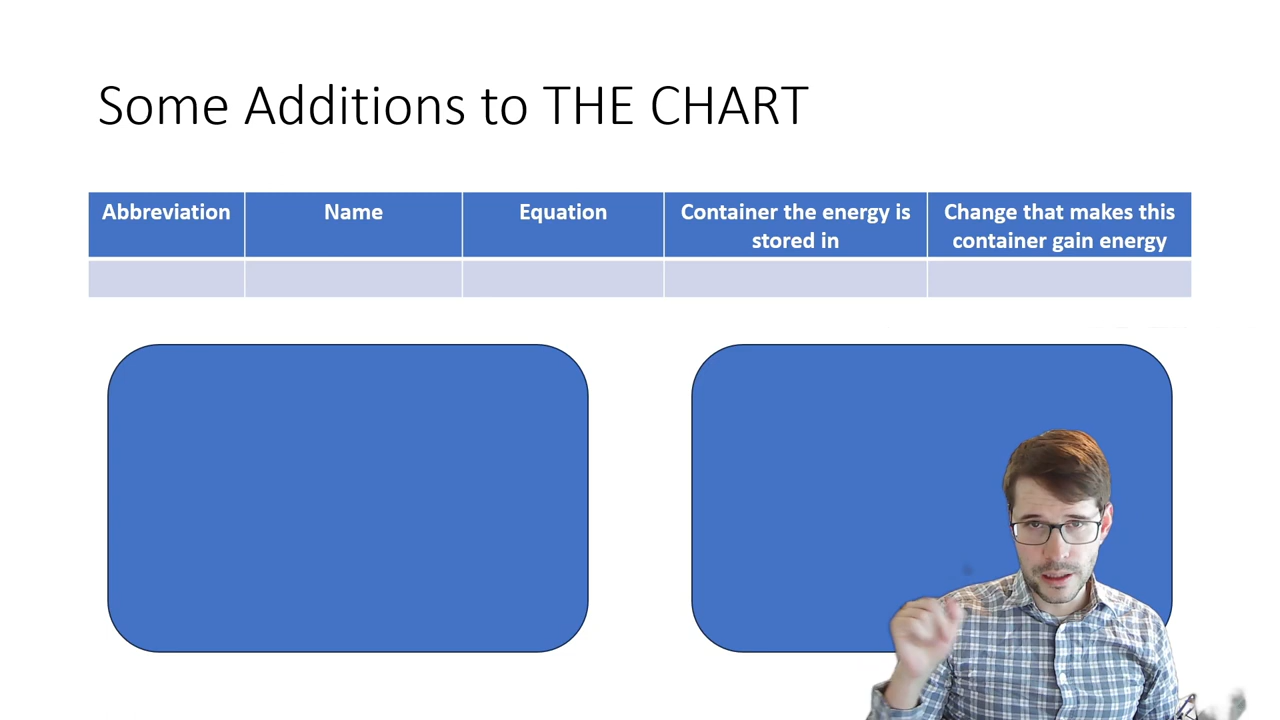 Some Additions to THE CHART
Abbreviation
Name
Equation
Container the energy is
stored in
Change that makes this
container gain energy